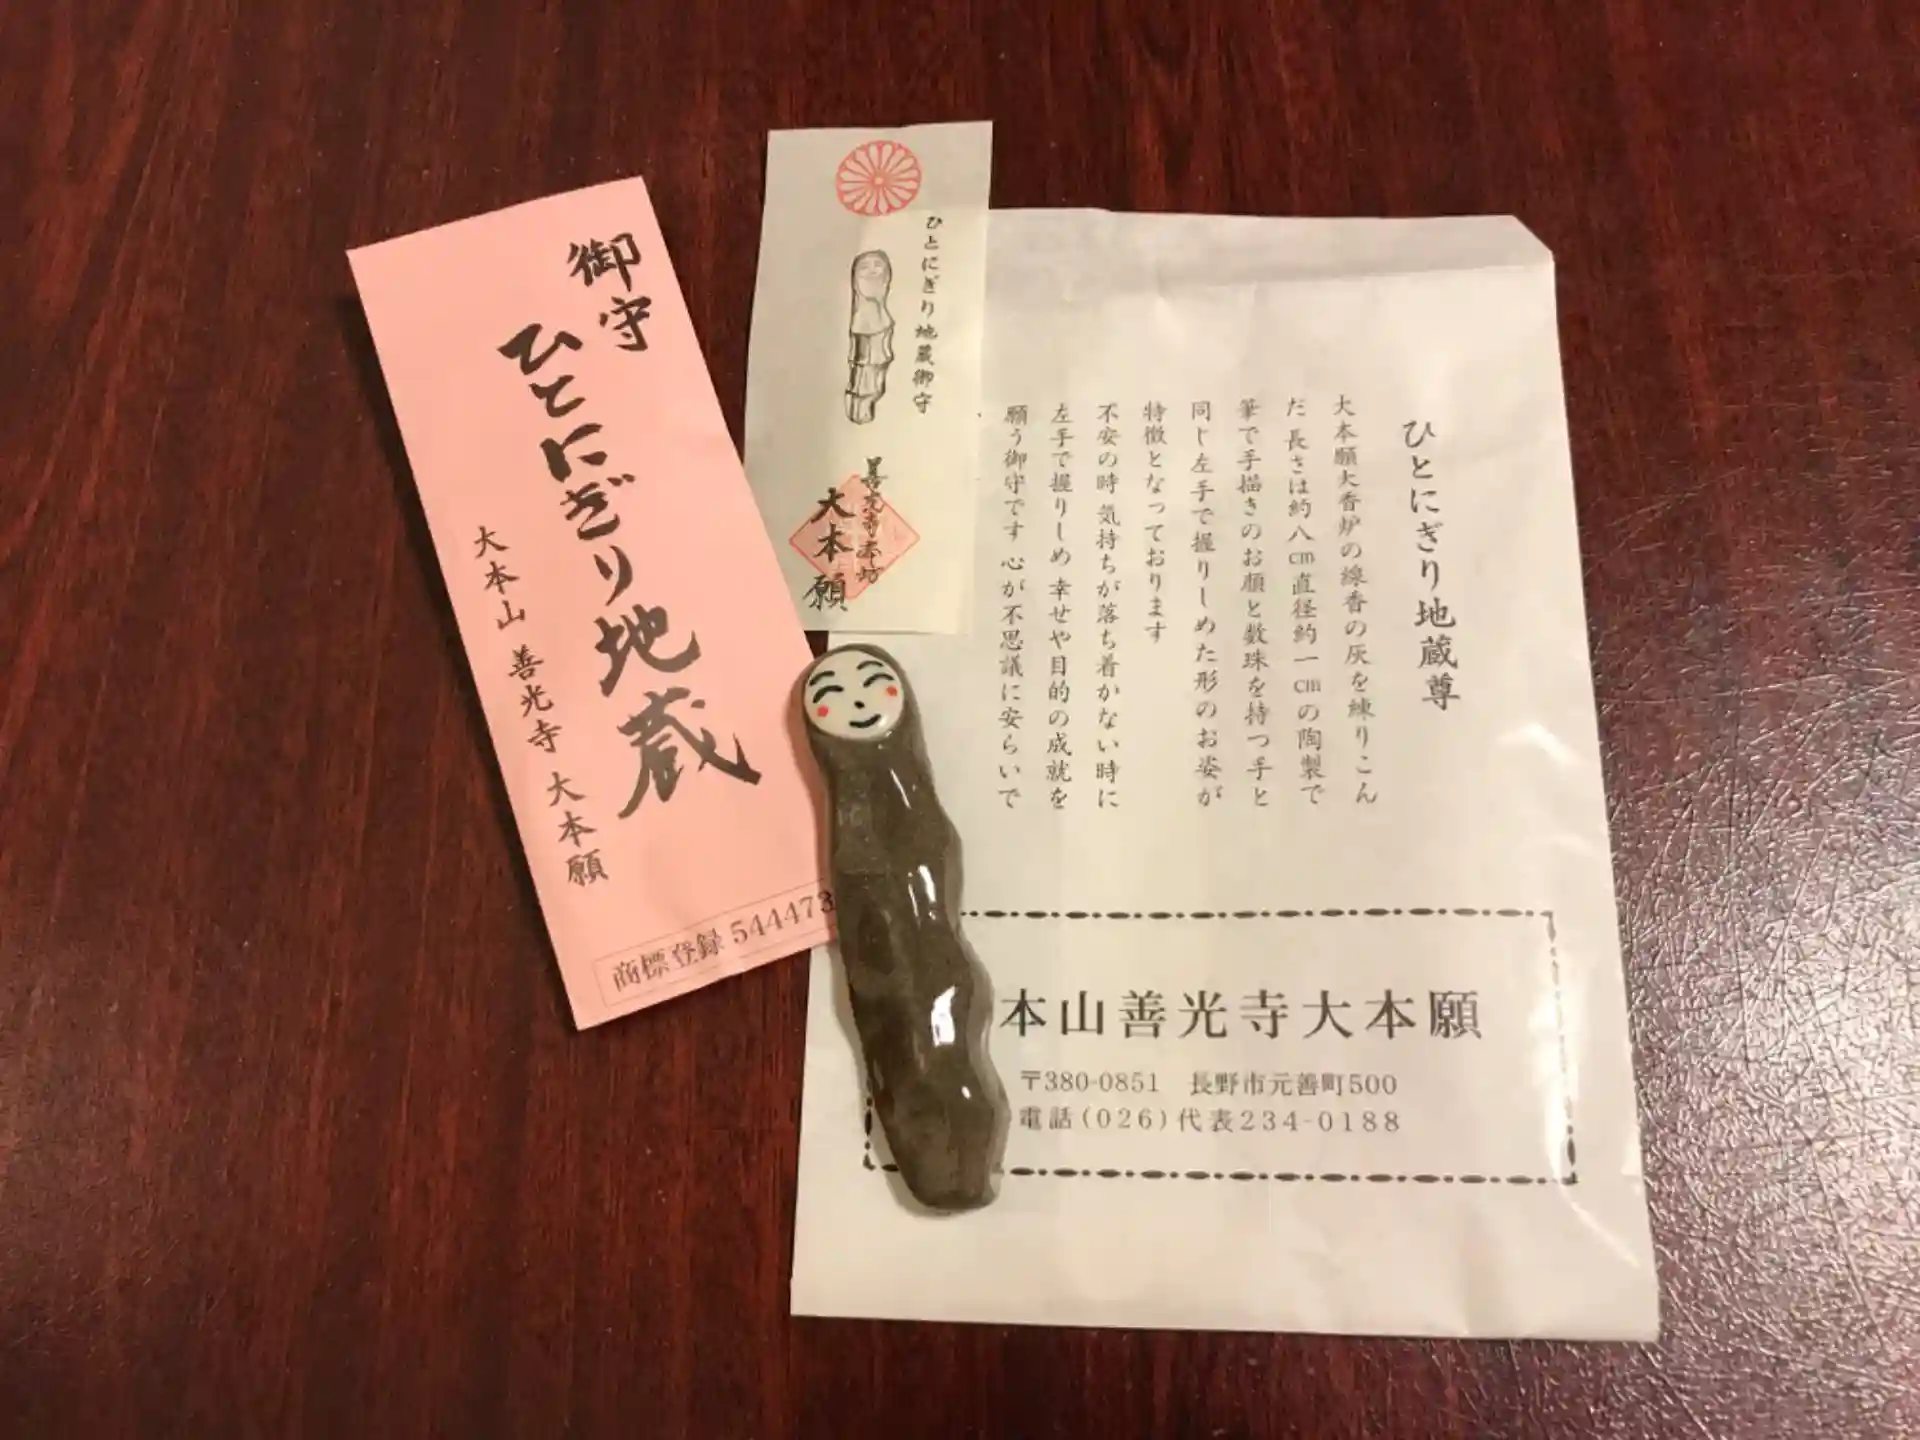 御守
ひとにぎり地蔵
大本山 善光寺 大本願
商標登録 544473
ひとにぎり地蔵御守
善光寺本坊
大本願
ひとにぎり地蔵尊
大本願大香炉の線香の灰を練りこん
だ 長さは約八㎝直径約一㎝の陶製で
筆で手描きのお顔と数珠を持つ手と
同じ左手で握りしめた形のお姿が
特徴となっております
不安の時 気持ちが落ち着かない時に
左手で握りしめ 幸せや目的の成就を
願う御守です 心が不思議に安らいで
本山善光寺大本願
〒380-0851 長野市元善町500
電話(026)代表234-0188